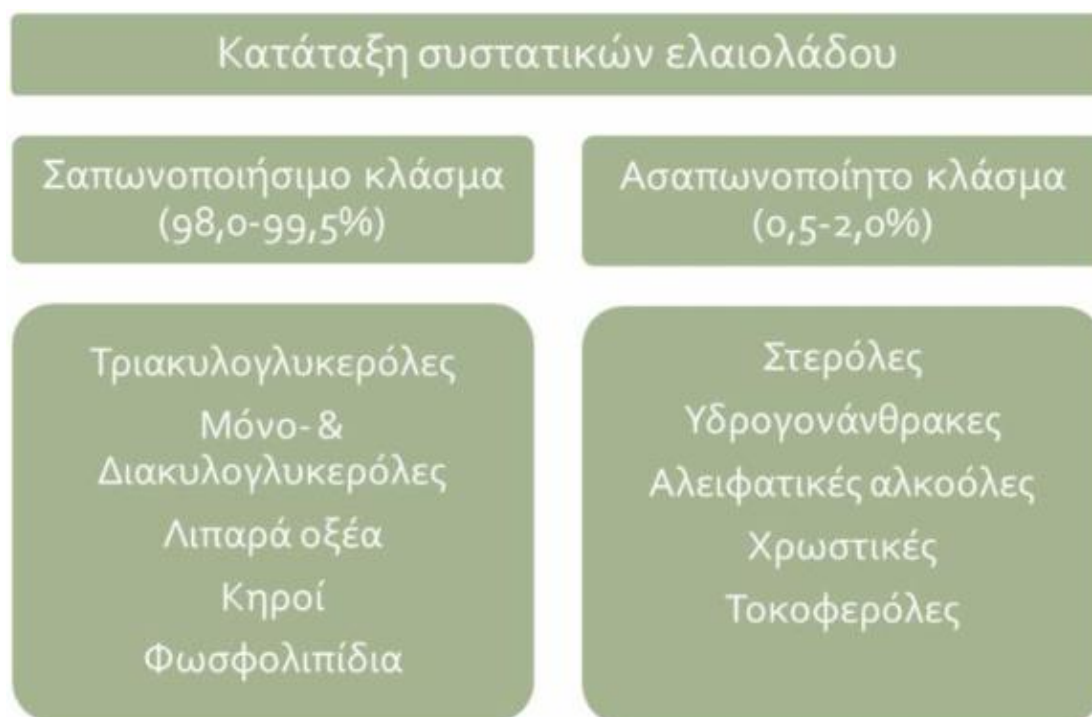 Κατάταξη συστατικών ελαιολάδου
Σαπωνοποιήσιμο κλάσμα
(98,0-99,5%)
Ασαπωνοποίητο κλάσμα
(0,5-2,0%)
Τριακυλογλυκερόλες
Μόνο- &
Διακυλογλυκερόλες
Λιπαρά οξέα
Κηροί
Φωσφολιπίδια
Στερόλες
Υδρογονάνθρακες
Αλειφατικές αλκοόλες
Χρωστικές
Τοκοφερόλες